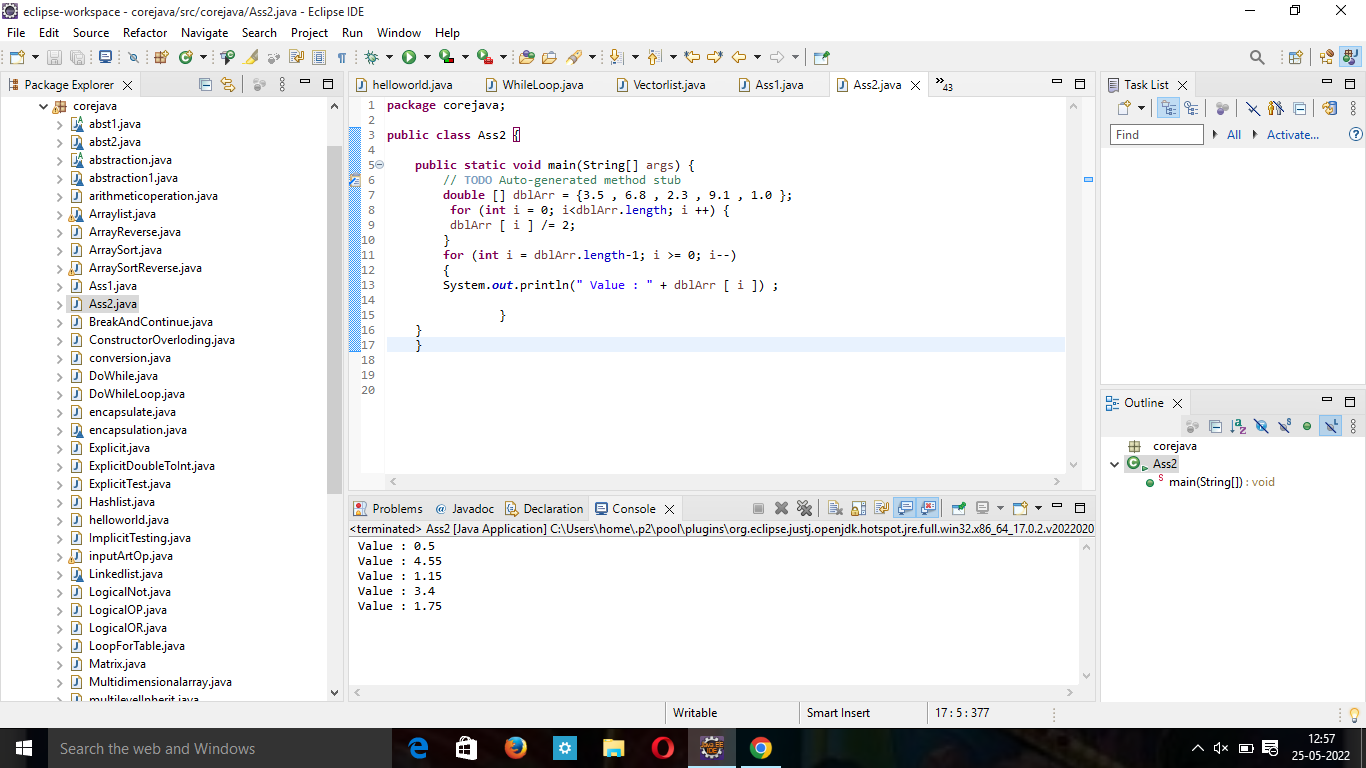 eclipse-workspace - corejava/src/corejava/Ass2.java - Eclipse IDE
File Edit Source Refactor Navigate Search Project Run Window Help
Package Explorer
corejava
abst1.java
abst2.java
abstraction.java
abstraction1.java
arithmeticoperation.java
Arraylist.java
ArrayReverse.java
ArraySort.java
ArraySortReverse.java
Ass1.java
Ass2.java
BreakAndContinue.java
ConstructorOverloding.java
conversion.java
DoWhile.java
DoWhileLoop.java
encapsulate.java
encapsulation.java
Explicit.java
ExplicitDoubleToInt.java
ExplicitTest.java
Hashlist.java
helloworld.java
ImplicitTesting.java
inputArtOp.java
Linkedlist.java
LogicalNot.java
LogicalOP.java
LogicalOR.java
LoopForTable.java
Matrix.java
Multidimensionalarray.java
multilevelInherit.java
helloworld.java WhileLoop.java Vectorlist.java Ass1.java Ass2.java »43
1 package corejava;
2
3 public class Ass2 {
4
5 public static void main(String[] args) {
6 // TODO Auto-generated method stub
7 double [] dblArr = {3.5 , 6.8 , 2.3 , 9.1 , 1.0 };
8 for (int i = 0; i<dblArr.length; i ++) {
9 dblArr [ i ] /= 2;
10 }
11 for (int i = dblArr.length-1; i >= 0; i--)
12 {
13 System.out.println(" Value : " + dblArr [ i ]) ;
14
15 }
16 }
17 }
18
19
20
Problems @ Javadoc Declaration Console
<terminated> Ass2 [Java Application] C:\Users\home\.p2\pool\plugins\org.eclipse.justj.openjdk.hotspot.jre.full.win32.x86_64_17.0.2.v2022020
Value : 0.5
Value : 4.55
Value : 1.15
Value : 3.4
Value : 1.75
Task List
Find All Activate...
Outline
corejava
Ass2
main(String[]) : void
Writable Smart Insert 17 : 5 : 377
Search the web and Windows
12:57
25-05-2022